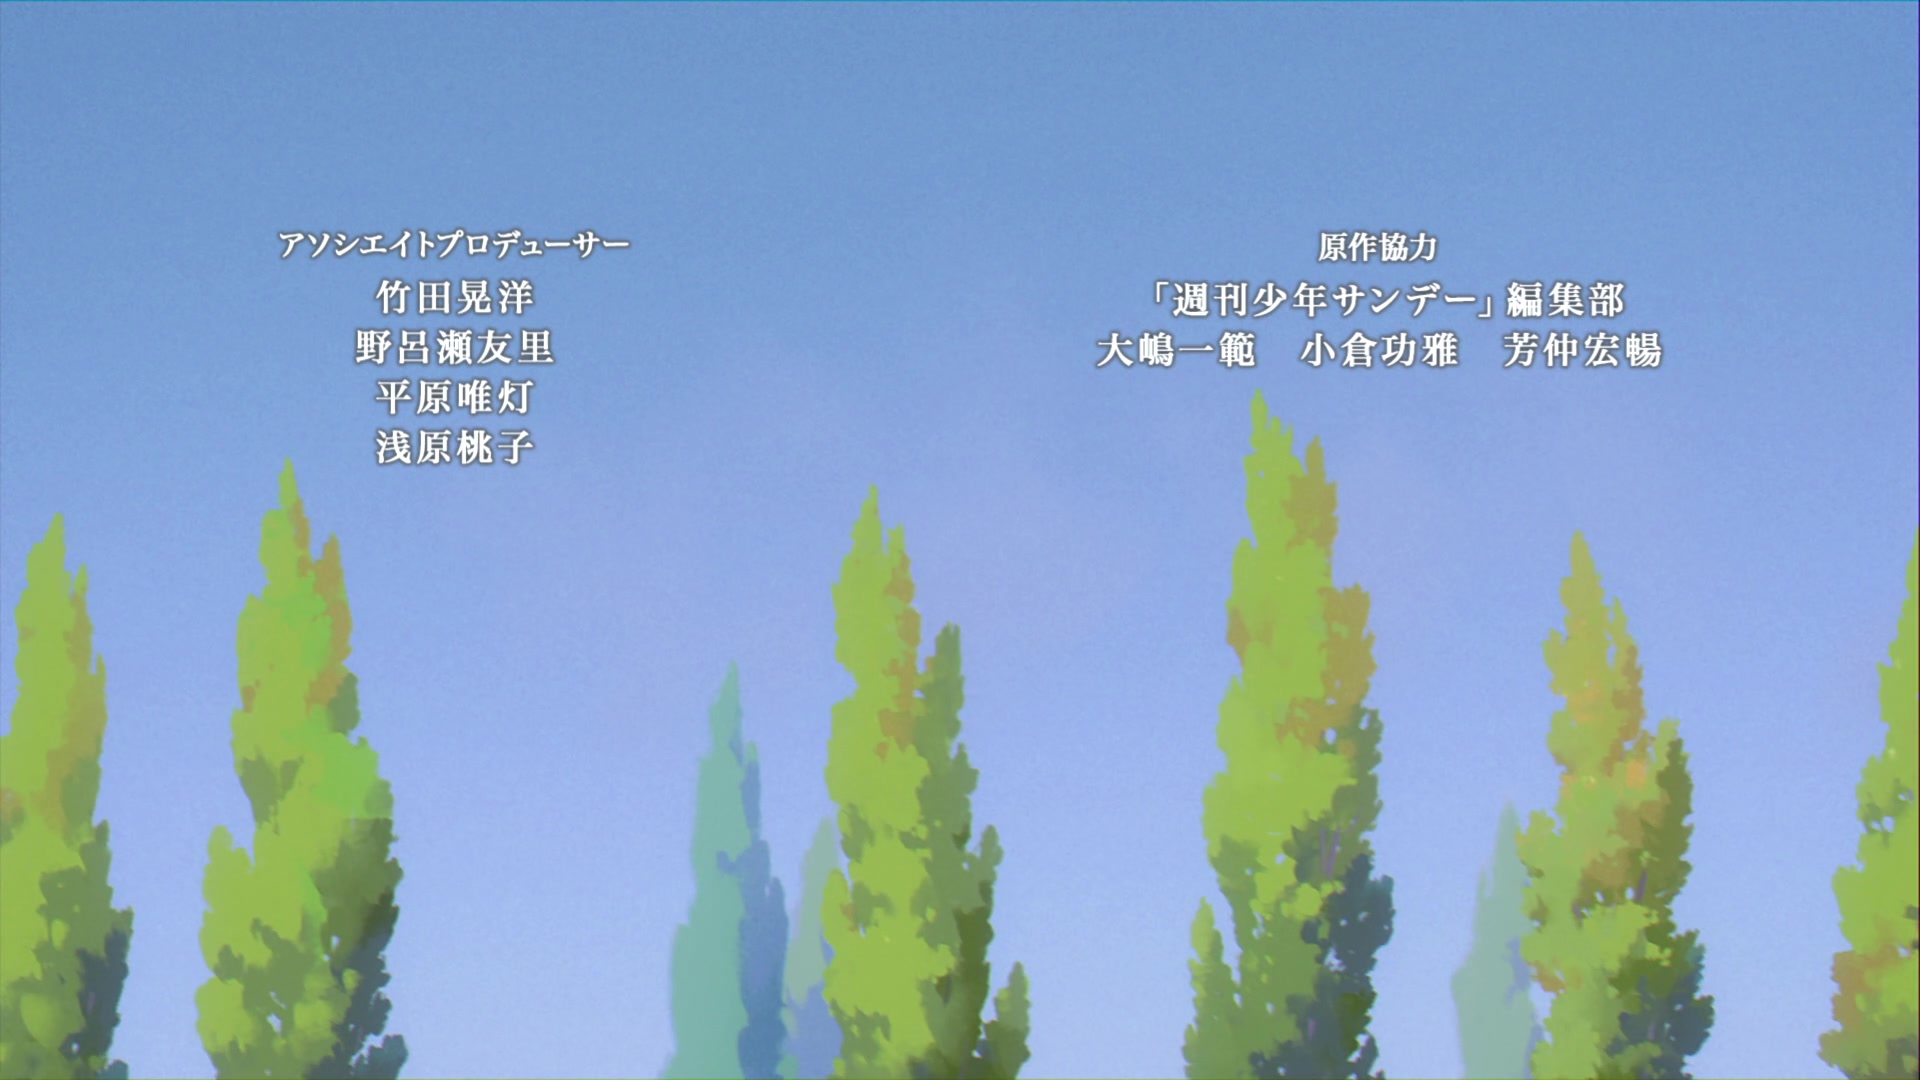 アソシエイトプロデューサー
竹田晃洋
野呂瀬友里
平原唯灯
浅原桃子
原作協力
「週刊少年サンデー」編集部
大嶋一範　小倉功雅　芳仲宏暢